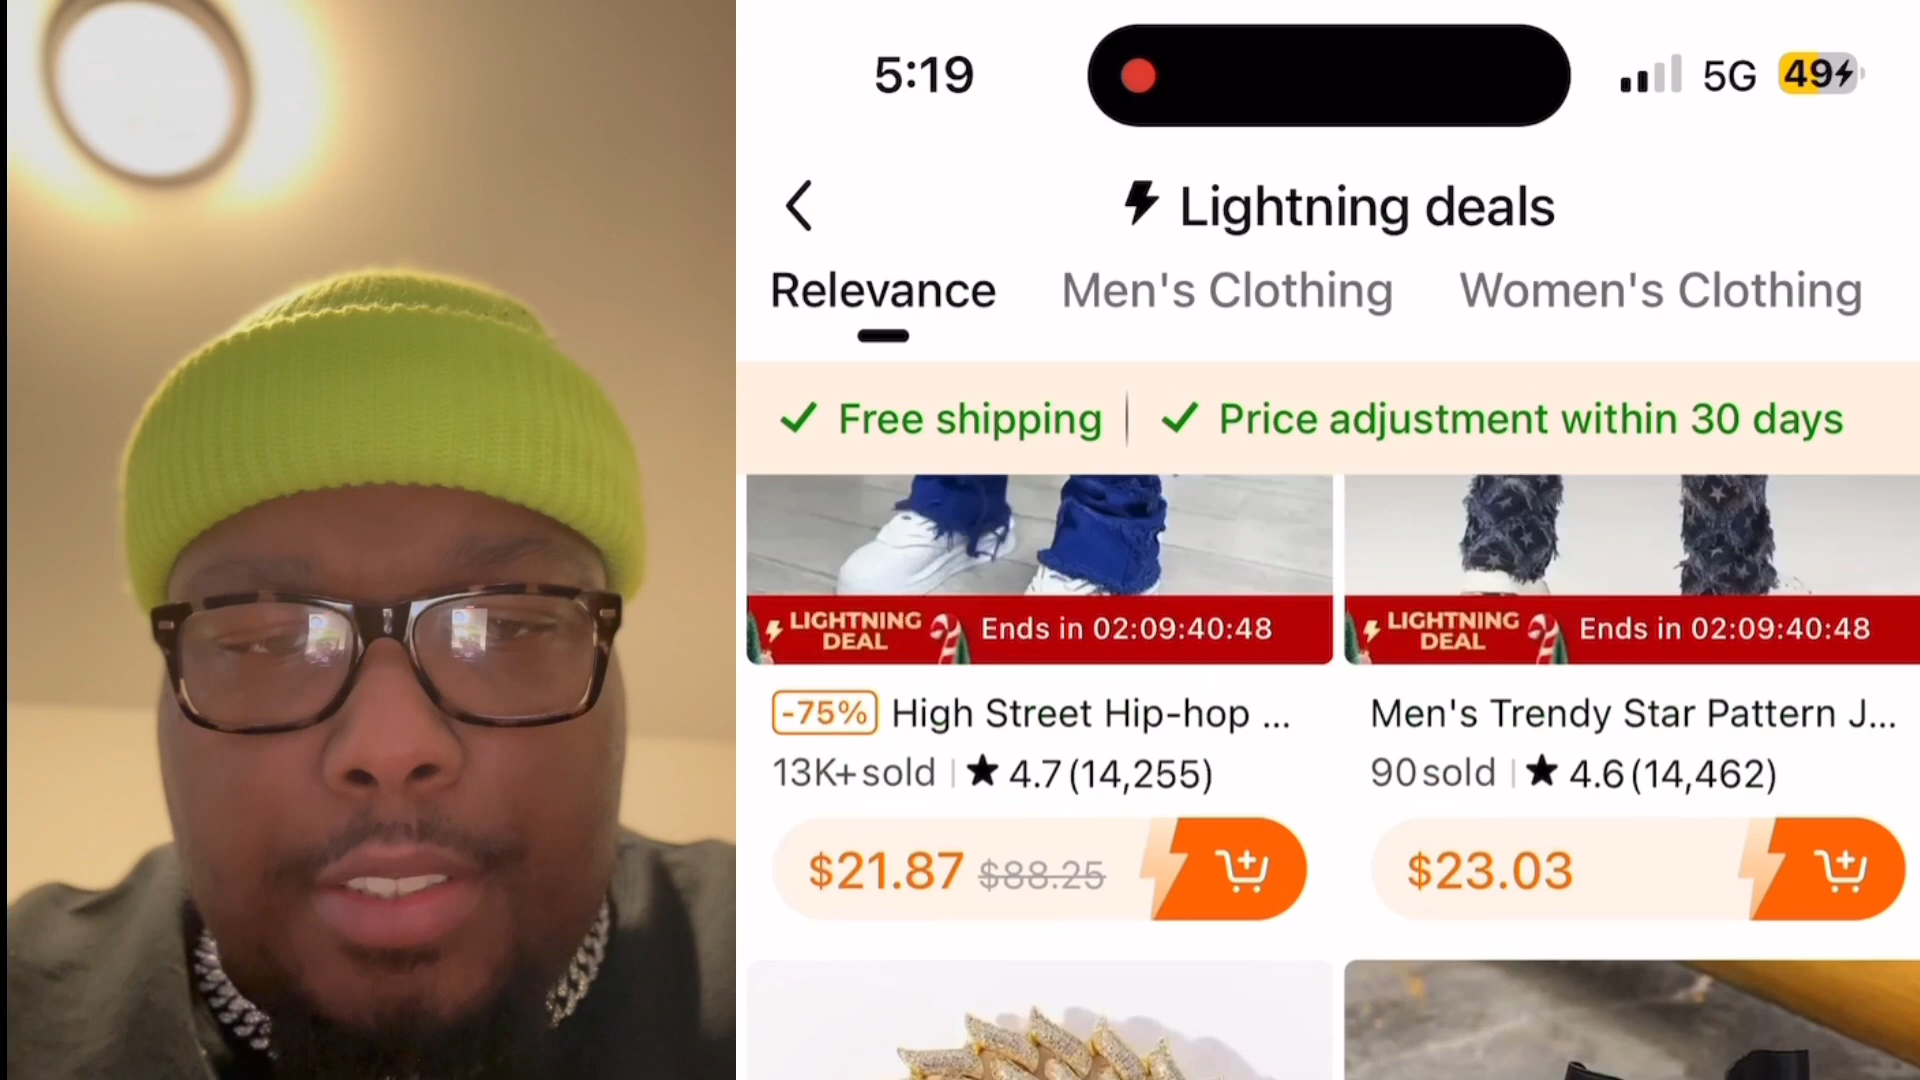 5:19
5G
49
Lightning deals
Relevance Men's Clothing Women's Clothing
Free shipping Price adjustment within 30 days
LIGHTNING DEAL Ends in 02:09:40:48
LIGHTNING DEAL Ends in 02:09:40:48
-75% High Street Hip-hop ...
13K+sold | ★ 4.7(14,255)
$21.87 $88.25
Men's Trendy Star Pattern J...
90sold | ★ 4.6(14,462)
$23.03